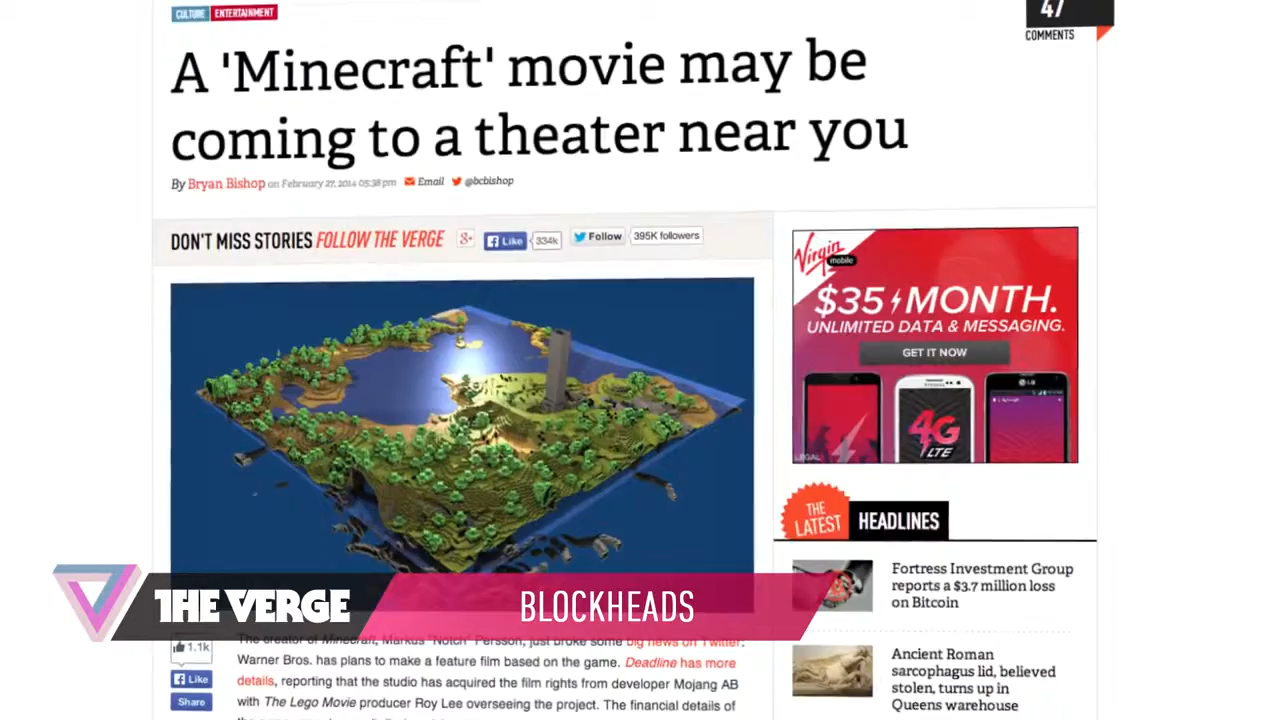 CULTURE ENTERTAINMENT
47
COMMENTS
A 'Minecraft' movie may be
coming to a theater near you
By Bryan Bishop on February 27, 2014 05:38 pm Email @bcbishop
DON'T MISS STORIES FOLLOW THE VERGE
Like 334k Follow 395K followers
Virgin
mobile
$35 MONTH.
UNLIMITED DATA & MESSAGING.
GET IT NOW
LG
4G
LTE
LEGAL
THE
LATEST HEADLINES
Fortress Investment Group
reports a $3.7 million loss
on Bitcoin
Ancient Roman
sarcophagus lid, believed
stolen, turns up in
Queens warehouse
THE VERGE BLOCKHEADS
1.1k
Like
Share
The creator of Minecraft, Markus "Notch" Persson, just broke some big news on Twitter:
Warner Bros. has plans to make a feature film based on the game. Deadline has more
details, reporting that the studio has acquired the film rights from developer Mojang AB
with The Lego Movie producer Roy Lee overseeing the project. The financial details of